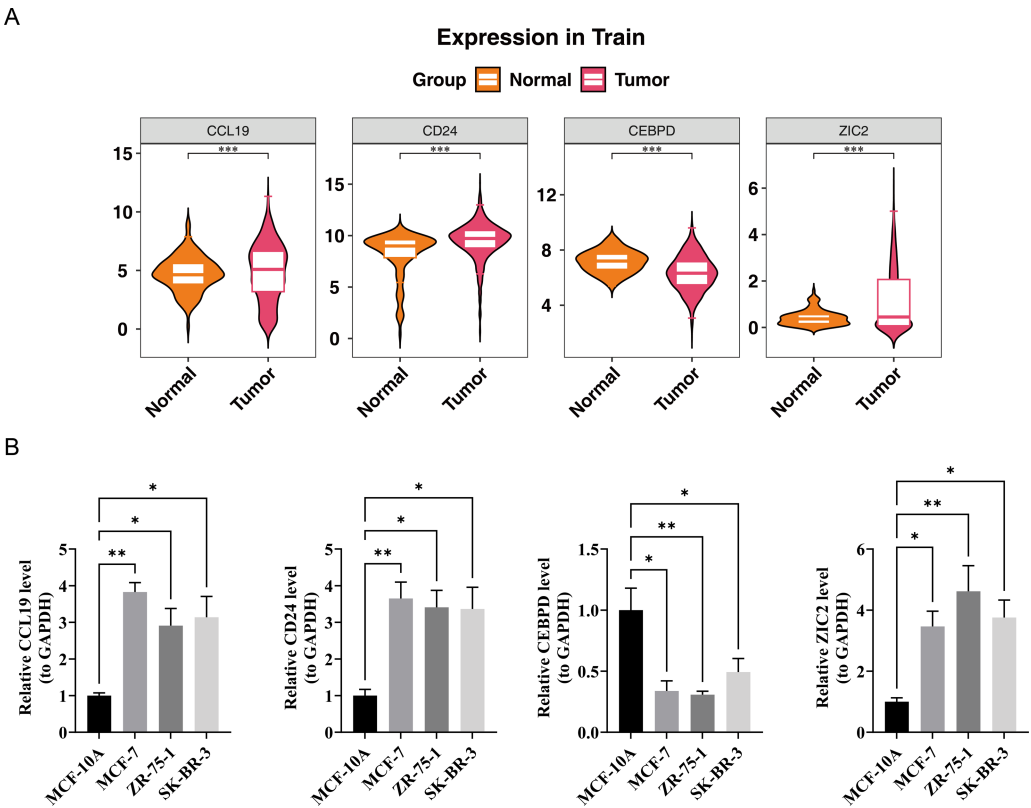 A
Expression in Train
Group Normal Tumor
CCL19 CD24 CEBPD ZIC2
*** *** *** ***
15
10
5
0
15
10
5
0
12
8
4
6
4
2
0
Normal Tumor Normal Tumor Normal Tumor Normal Tumor
B
*
*
**
Relative CCL19 level
(to GAPDH)
5
4
3
2
1
0
MCF-10A
MCF-7
ZR-75-1
SK-BR-3
*
*
**
Relative CD24 level
(to GAPDH)
5
4
3
2
1
0
MCF-10A
MCF-7
ZR-75-1
SK-BR-3
*
**
*
Relative CEBPD level
(to GAPDH)
1.5
1.0
0.5
0.0
MCF-10A
MCF-7
ZR-75-1
SK-BR-3
*
**
*
Relative ZIC2 level
(to GAPDH)
6
4
2
0
MCF-10A
MCF-7
ZR-75-1
SK-BR-3